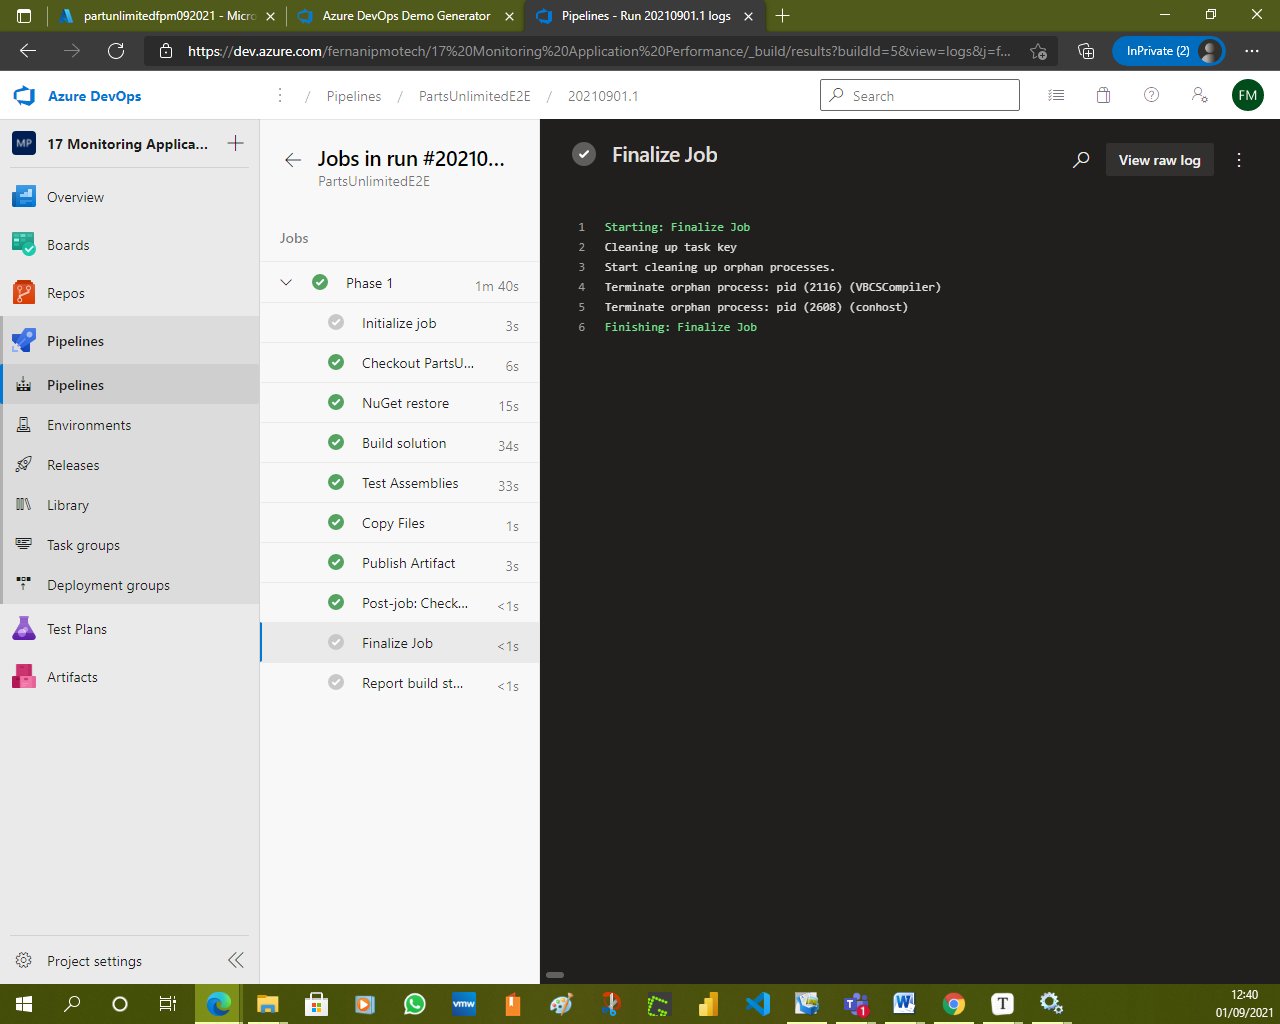 partunlimitedfpm092021 - Micro
Azure DevOps Demo Generator
Pipelines - Run 20210901.1 logs
https://dev.azure.com/fernanipmotech/17%20Monitoring%20Application%20Performance/_build/results?buildId=5&view=logs&j=f...
InPrivate (2)
Azure DevOps
/ Pipelines / PartsUnlimitedE2E / 20210901.1
Search
FM
MP
17 Monitoring Applica...
Overview
Boards
Repos
Pipelines
Pipelines
Environments
Releases
Library
Task groups
Deployment groups
Test Plans
Artifacts
Project settings
Jobs in run #20210...
PartsUnlimitedE2E
Jobs
Phase 1 1m 40s
Initialize job 3s
Checkout PartsU... 6s
NuGet restore 15s
Build solution 34s
Test Assemblies 33s
Copy Files 1s
Publish Artifact 3s
Post-job: Check... <1s
Finalize Job <1s
Report build st... <1s
Finalize Job
View raw log
1 Starting: Finalize Job
2 Cleaning up task key
3 Start cleaning up orphan processes.
4 Terminate orphan process: pid (2116) (VBCSCompiler)
5 Terminate orphan process: pid (2608) (conhost)
6 Finishing: Finalize Job
vmw
1
W
T
12:40
01/09/2021